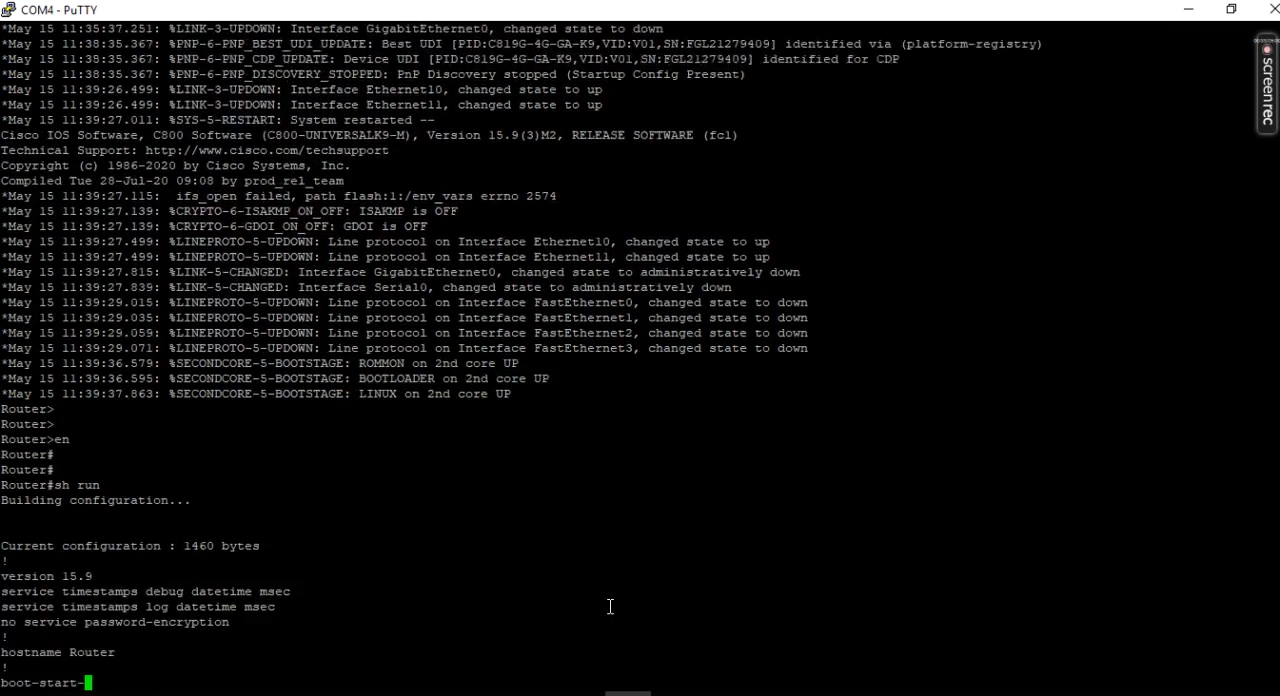 COM4 - PuTTY
*May 15 11:35:37.251: %LINK-3-UPDOWN: Interface GigabitEthernet0, changed state to down
*May 15 11:38:35.367: %PNP-6-PNP_BEST_UDI_UPDATE: Best UDI [PID:C819G-4G-GA-K9,VID:V01,SN:FGL21279409] identified via (platform-registry)
*May 15 11:38:35.367: %PNP-6-PNP_CDP_UPDATE: Device UDI [PID:C819G-4G-GA-K9,VID:V01,SN:FGL21279409] identified for CDP
*May 15 11:38:35.367: %PNP-6-PNP_DISCOVERY_STOPPED: PnP Discovery stopped (Startup Config Present)
*May 15 11:39:26.499: %LINK-3-UPDOWN: Interface Ethernet10, changed state to up
*May 15 11:39:26.499: %LINK-3-UPDOWN: Interface Ethernet11, changed state to up
*May 15 11:39:27.011: %SYS-5-RESTART: System restarted --
Cisco IOS Software, C800 Software (C800-UNIVERSALK9-M), Version 15.9(3)M2, RELEASE SOFTWARE (fc1)
Technical Support: http://www.cisco.com/techsupport
Copyright (c) 1986-2020 by Cisco Systems, Inc.
Compiled Tue 28-Jul-20 09:08 by prod_rel_team
*May 15 11:39:27.115:  ifs_open failed, path flash:1:/env_vars errno 2574
*May 15 11:39:27.139: %CRYPTO-6-ISAKMP_ON_OFF: ISAKMP is OFF
*May 15 11:39:27.139: %CRYPTO-6-GDOI_ON_OFF: GDOI is OFF
*May 15 11:39:27.499: %LINEPROTO-5-UPDOWN: Line protocol on Interface Ethernet10, changed state to up
*May 15 11:39:27.499: %LINEPROTO-5-UPDOWN: Line protocol on Interface Ethernet11, changed state to up
*May 15 11:39:27.815: %LINK-5-CHANGED: Interface GigabitEthernet0, changed state to administratively down
*May 15 11:39:27.839: %LINK-5-CHANGED: Interface Serial0, changed state to administratively down
*May 15 11:39:29.015: %LINEPROTO-5-UPDOWN: Line protocol on Interface FastEthernet0, changed state to down
*May 15 11:39:29.035: %LINEPROTO-5-UPDOWN: Line protocol on Interface FastEthernet1, changed state to down
*May 15 11:39:29.059: %LINEPROTO-5-UPDOWN: Line protocol on Interface FastEthernet2, changed state to down
*May 15 11:39:29.071: %LINEPROTO-5-UPDOWN: Line protocol on Interface FastEthernet3, changed state to down
*May 15 11:39:36.579: %SECONDCORE-5-BOOTSTAGE: ROMMON on 2nd core UP
*May 15 11:39:36.595: %SECONDCORE-5-BOOTSTAGE: BOOTLOADER on 2nd core UP
*May 15 11:39:37.863: %SECONDCORE-5-BOOTSTAGE: LINUX on 2nd core UP
Router>
Router>
Router>en
Router#
Router#
Router#sh run
Building configuration...
Current configuration : 1460 bytes
!
version 15.9
service timestamps debug datetime msec
service timestamps log datetime msec
no service password-encryption
!
hostname Router
!
boot-start-
screenrec